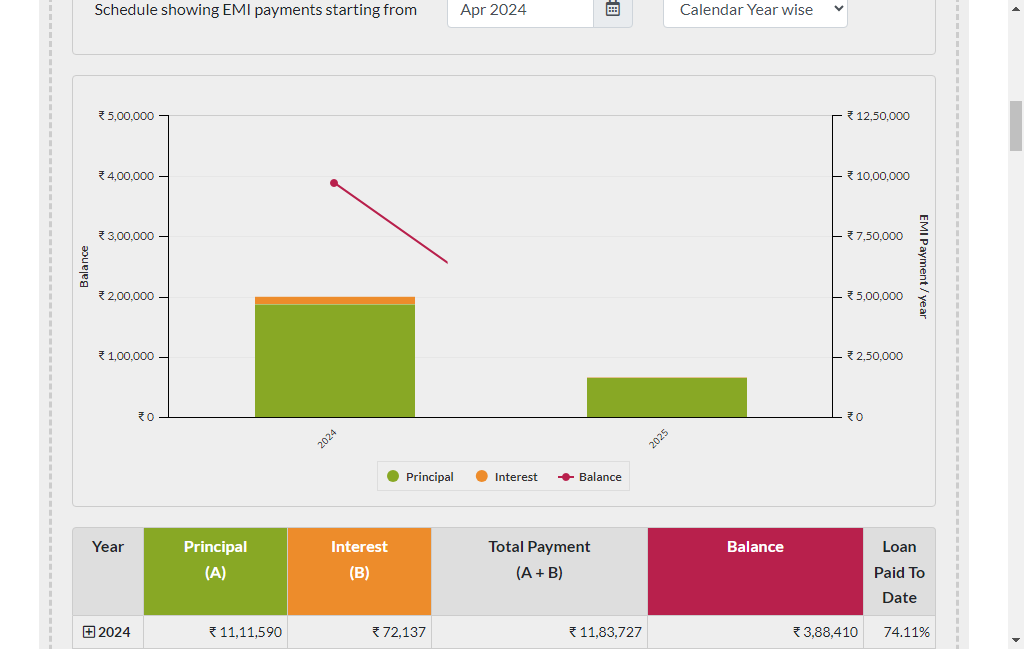 Schedule showing EMI payments starting from Apr 2024 Calendar Year wise
₹ 5,00,000 ₹ 12,50,000
₹ 4,00,000 ₹ 10,00,000
₹ 3,00,000 ₹ 7,50,000
₹ 2,00,000 ₹ 5,00,000
₹ 1,00,000 ₹ 2,50,000
₹ 0 ₹ 0
Balance
EMI Payment / year
2024 2025
Principal Interest Balance
Year Principal Interest Total Payment Balance Loan
(A) (B) (A + B) Paid To
Date
2024 ₹ 11,11,590 ₹ 72,137 ₹ 11,83,727 ₹ 3,88,410 74.11%